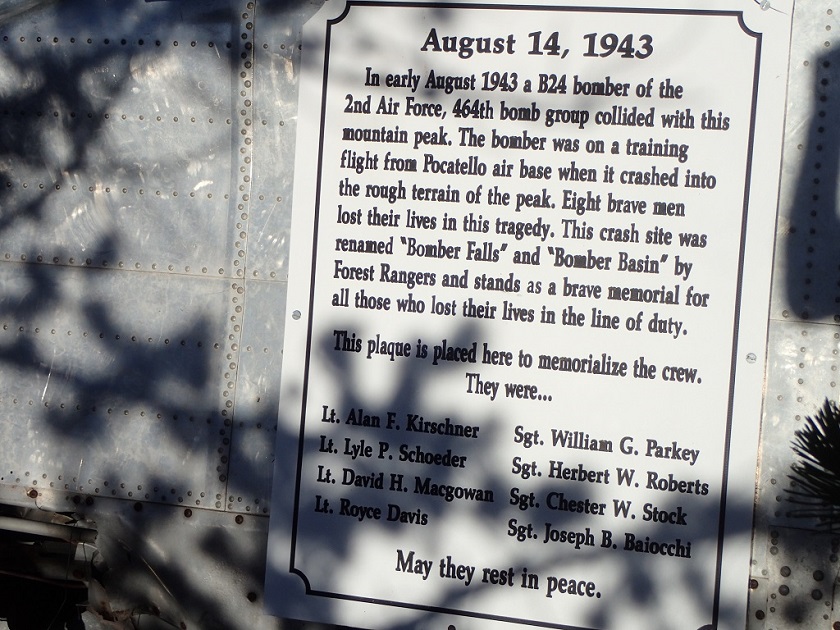 August 14, 1943
In early August 1943 a B24 bomber of the
2nd Air Force, 464th bomb group collided with this
mountain peak. The bomber was on a training
flight from Pocatello air base when it crashed into
the rough terrain of the peak. Eight brave men
lost their lives in this tragedy. This crash site was
renamed "Bomber Falls" and "Bomber Basin" by
Forest Rangers and stands as a brave memorial for
all those who lost their lives in the line of duty.
This plaque is placed here to memorialize the crew.
They were...
Lt. Alan F. Kirschner
Lt. Lyle P. Schoeder
Lt. David H. Macgowan
Lt. Royce Davis
Sgt. William G. Parkey
Sgt. Herbert W. Roberts
Sgt. Chester W. Stock
Sgt. Joseph B. Baiocchi
May they rest in peace.